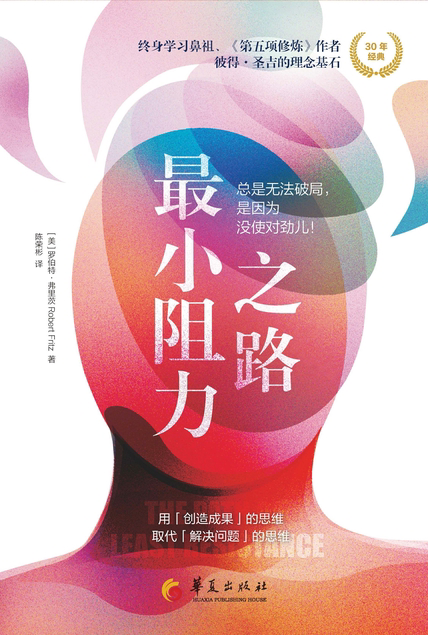 终身学习鼻祖、《第五项修炼》作者
彼得·圣吉的理念基石
30年
经典
最小阻力
之路
总是无法破局，
是因为
没使对劲儿！
［美］罗伯特·弗里茨 Robert Fritz 著
陈荣彬 译
THE PATH OF
LEAST RESISTANCE
用「创造成果」的思维
取代「解决问题」的思维
华夏出版社
HUAXIA PUBLISHING HOUSE